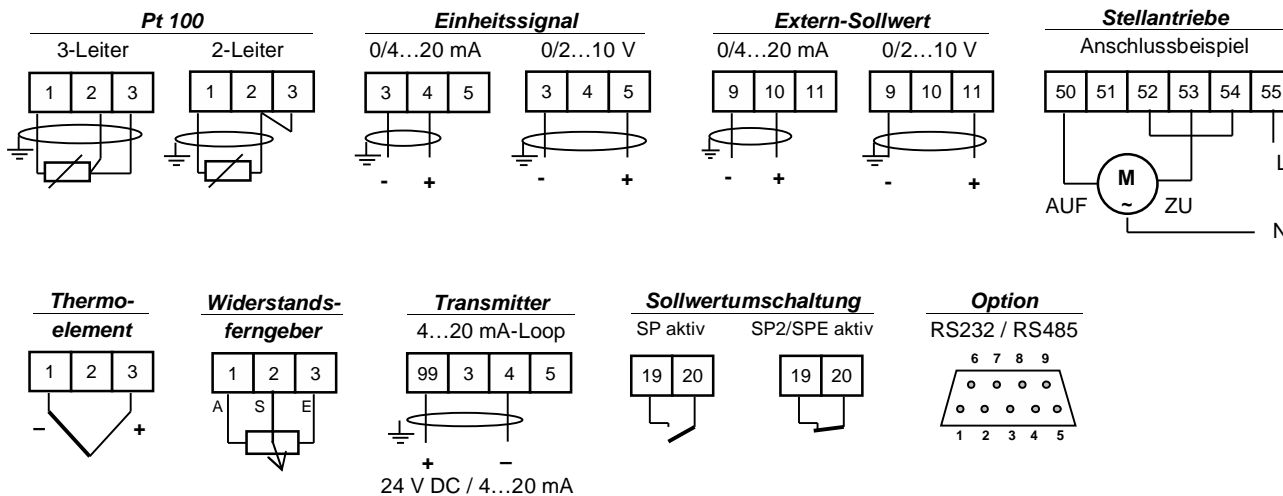 Pt 100
3-Leiter 2-Leiter
1 2 3 1 2 3
Einheitssignal
0/4…20 mA 0/2…10 V
3 4 5 3 4 5
- + - +
Extern-Sollwert
0/4…20 mA 0/2…10 V
9 10 11 9 10 11
- + - +
Stellantriebe
Anschlussbeispiel
50 51 52 53 54 55
L
M
~
AUF ZU
N
Thermo-
element
1 2 3
– +
Widerstands-
ferngeber
1 2 3
A S E
Transmitter
4…20 mA-Loop
99 3 4 5
+ –
24 V DC / 4…20 mA
Sollwertumschaltung
SP aktiv SP2/SPE aktiv
19 20 19 20
Option
RS232 / RS485
6 7 8 9
1 2 3 4 5